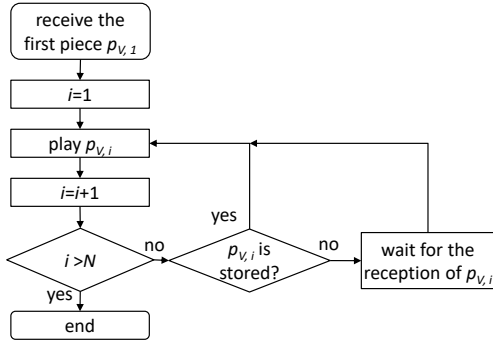 receive the
first piece p_{V, 1}
i=1
play p_{V, i}
i=i+1
i >N
no
yes
end
p_{V, i} is
stored?
yes
no
wait for the
reception of p_{V, i}